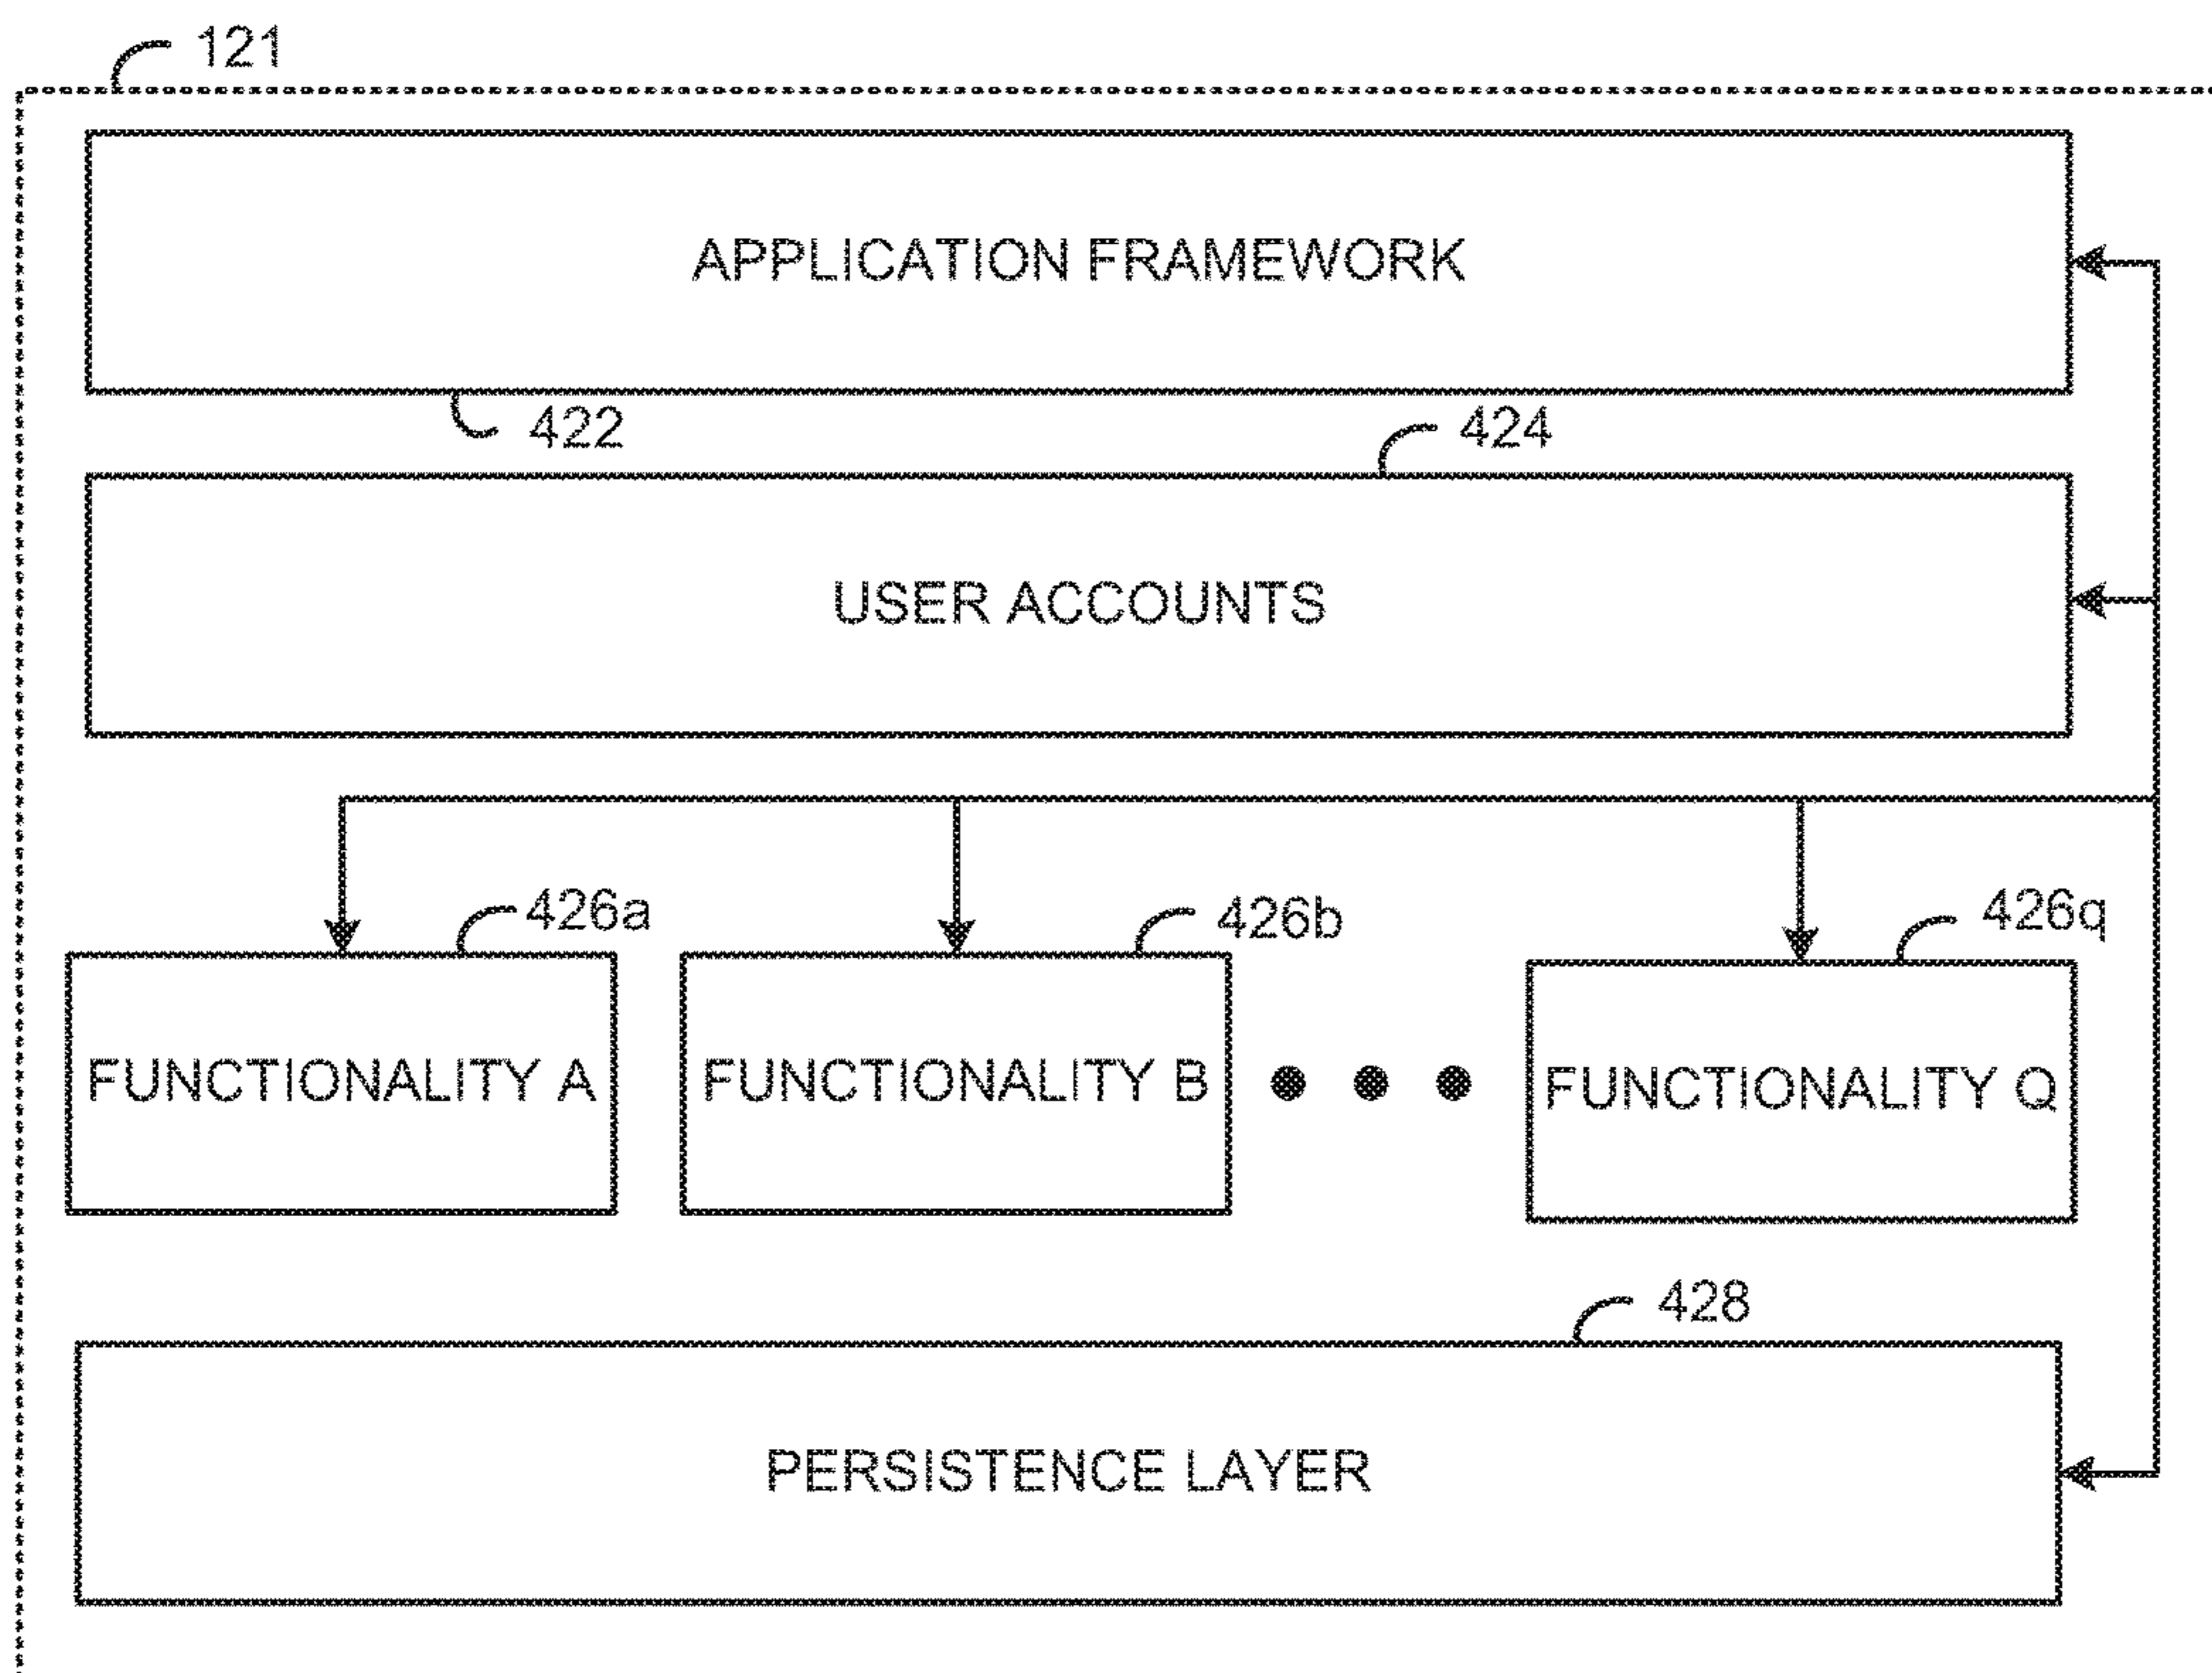 121
APPLICATION FRAMEWORK
422
424
USER ACCOUNTS
426a
426b
426q
FUNCTIONALITY A
FUNCTIONALITY B
FUNCTIONALITY Q
428
PERSISTENCE LAYER